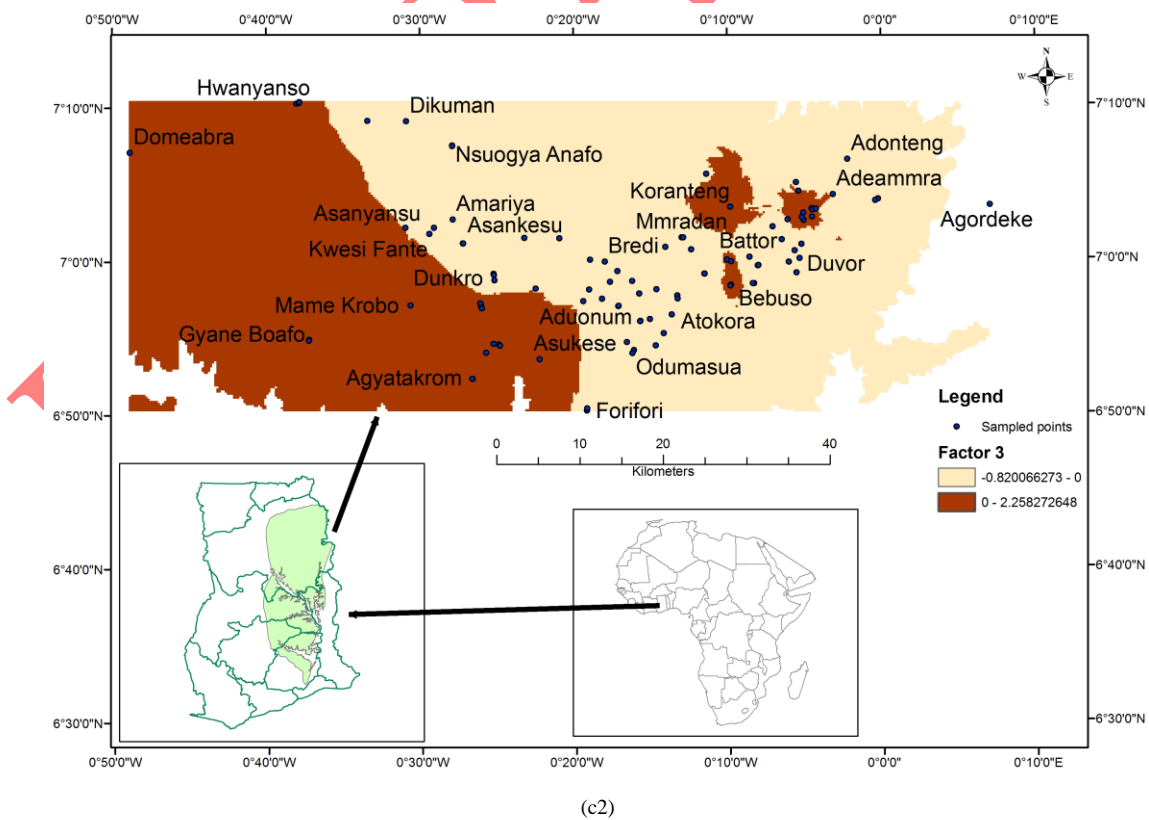 0°50'0"W 0°40'0"W 0°30'0"W 0°20'0"W 0°10'0"W 0°0'0" 0°10'0"E
N
W E
S
Hwanyanso
7°10'0"N 7°10'0"N
Dikuman
Domeabra
Nsuogya Anafo
Adonteng
Koranteng
Adeammra
Amariya
Asanyansu
Asankesu
Mmradan
Agordeke
Kwesi Fante
Bredi
Battor
7°00'0"N 7°00'0"N
Dunkro
Duvor
Mame Krobo
Bebuso
Aduonum
Atokora
Gyane Boafo
Asukese
Odumasua
Agyatakrom
Legend
6°50'0"N 6°50'0"N
Forifori
Sampled points
0 20 40
Kilometers
Factor 3
-0.820066273 - 0
0 - 2.258272648
6°40'0"N 6°40'0"N
6°30'0"N 6°30'0"N
0°50'0"W 0°40'0"W 0°30'0"W 0°20'0"W 0°10'0"W 0°0'0" 0°10'0"E
(c2)